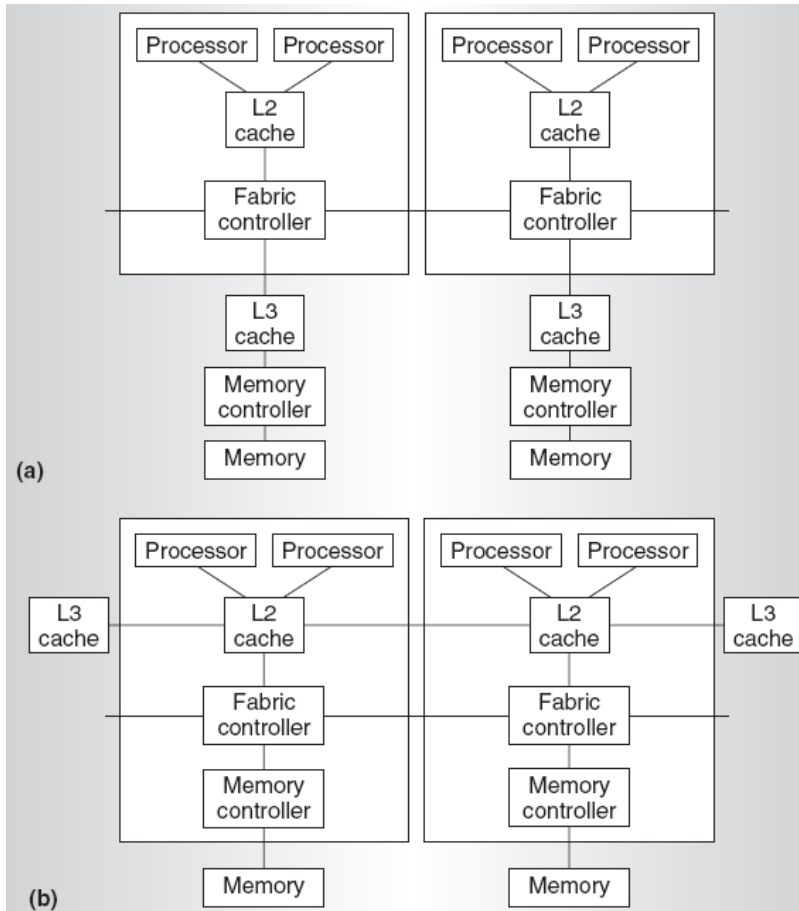 Processor Processor Processor Processor
L2 L2
cache cache
Fabric Fabric
controller controller
L3 L3
cache cache
Memory Memory
controller controller
Memory Memory
(a)
Processor Processor Processor Processor
L3 L2 L2 L3
cache cache cache cache
Fabric Fabric
controller controller
Memory Memory
controller controller
Memory Memory
(b)